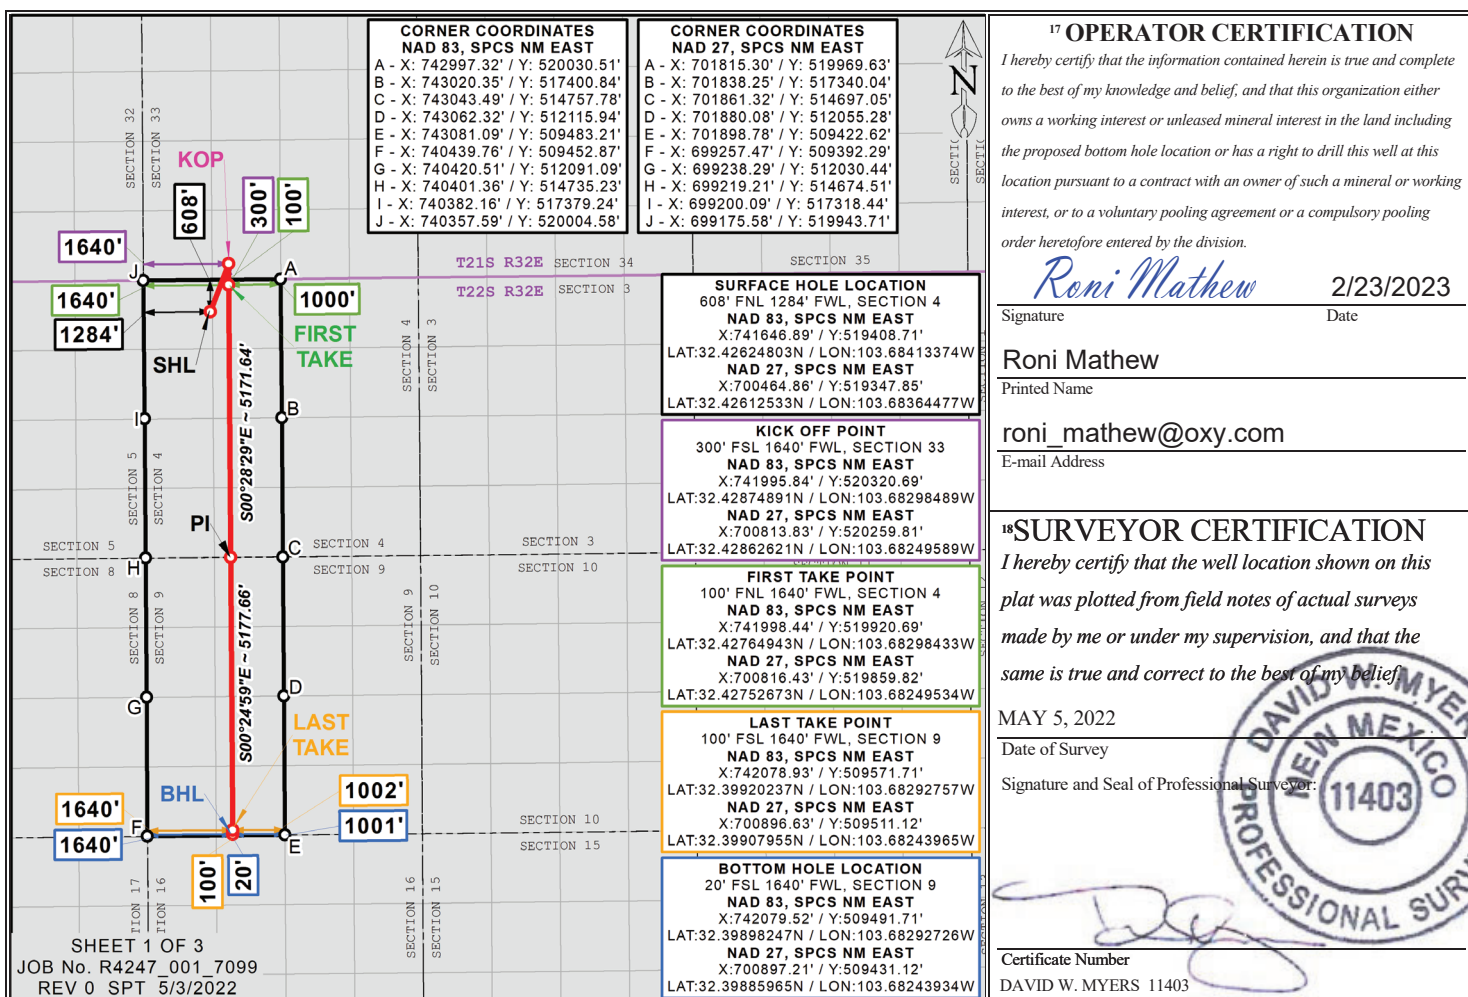 CORNER COORDINATES
NAD 83, SPCS NM EAST
A - X: 742997.32' / Y: 520030.51'
B - X: 743020.35' / Y: 517400.84'
C - X: 743043.49' / Y: 514757.78'
D - X: 743062.32' / Y: 512115.94'
E - X: 743081.09' / Y: 509483.21'
F - X: 740439.76' / Y: 509452.87'
G - X: 740420.51' / Y: 512091.09'
H - X: 740401.36' / Y: 514735.23'
I - X: 740382.16' / Y: 517379.24'
J - X: 740357.59' / Y: 520004.58'
CORNER COORDINATES
NAD 27, SPCS NM EAST
A - X: 701815.30' / Y: 519969.63'
B - X: 701838.25' / Y: 517340.04'
C - X: 701861.32' / Y: 514697.05'
D - X: 701880.08' / Y: 512055.28'
E - X: 701898.78' / Y: 509422.62'
F - X: 699257.47' / Y: 509392.29'
G - X: 699238.29' / Y: 512030.44'
H - X: 699219.21' / Y: 514674.51'
I - X: 699200.09' / Y: 517318.44'
J - X: 699175.58' / Y: 519943.71'
N
SECTION 32
SECTION 33
KOP
608'
300'
100'
1640'
J
A
T21S R32E SECTION 34
SECTION 35
T22S R32E SECTION 3
1640'
1000'
1284'
SHL
FIRST
TAKE
SECTION 4
SECTION 3
S00°28'29"E ~ 5171.64'
I
B
SECTION 5
SECTION 4
PI
SECTION 5
H
SECTION 8
C
SECTION 4
SECTION 9
SECTION 3
SECTION 10
SECTION 8
SECTION 9
SECTION 9
SECTION 10
S00°24'59"E ~ 5177.66'
G
D
LAST
TAKE
BHL
1640'
1002'
F
1640'
1001'
E
SECTION 10
SECTION 15
100'
20'
TION 17
TION 16
SECTION 16
SECTION 15
SHEET 1 OF 3
JOB No. R4247_001_7099
REV 0 SPT 5/3/2022
SURFACE HOLE LOCATION
608' FNL 1284' FWL, SECTION 4
NAD 83, SPCS NM EAST
X:741646.89' / Y:519408.71'
LAT:32.42624803N / LON:103.68413374W
NAD 27, SPCS NM EAST
X:700464.86' / Y:519347.85'
LAT:32.42612533N / LON:103.68364477W
KICK OFF POINT
300' FSL 1640' FWL, SECTION 33
NAD 83, SPCS NM EAST
X:741995.84' / Y:520320.69'
LAT:32.42874891N / LON:103.68298489W
NAD 27, SPCS NM EAST
X:700813.83' / Y:520259.81'
LAT:32.42862621N / LON:103.68249589W
FIRST TAKE POINT
100' FNL 1640' FWL, SECTION 4
NAD 83, SPCS NM EAST
X:741998.44' / Y:519920.69'
LAT:32.42764943N / LON:103.68298433W
NAD 27, SPCS NM EAST
X:700816.43' / Y:519859.82'
LAT:32.42752673N / LON:103.68249534W
LAST TAKE POINT
100' FSL 1640' FWL, SECTION 9
NAD 83, SPCS NM EAST
X:742078.93' / Y:509571.71'
LAT:32.39920237N / LON:103.68292757W
NAD 27, SPCS NM EAST
X:700896.63' / Y:509511.12'
LAT:32.39907955N / LON:103.68243965W
BOTTOM HOLE LOCATION
20' FSL 1640' FWL, SECTION 9
NAD 83, SPCS NM EAST
X:742079.52' / Y:509491.71'
LAT:32.39898247N / LON:103.68292726W
NAD 27, SPCS NM EAST
X:700897.21' / Y:509431.12'
LAT:32.39885965N / LON:103.68243934W
17 OPERATOR CERTIFICATION
I hereby certify that the information contained herein is true and complete
to the best of my knowledge and belief, and that this organization either
owns a working interest or unleased mineral interest in the land including
the proposed bottom hole location or has a right to drill this well at this
location pursuant to a contract with an owner of such a mineral or working
interest, or to a voluntary pooling agreement or a compulsory pooling
order heretofore entered by the division.
Roni Mathew 2/23/2023
Signature Date
Roni Mathew
Printed Name
roni_mathew@oxy.com
E-mail Address
18SURVEYOR CERTIFICATION
I hereby certify that the well location shown on this
plat was plotted from field notes of actual surveys
made by me or under my supervision, and that the
same is true and correct to the best of my belief.
MAY 5, 2022
Date of Survey
Signature and Seal of Professional Surveyor:
DAVID W. MYERS
NEW MEXICO
11403
PROFESSIONAL SURV
Certificate Number
DAVID W. MYERS 11403